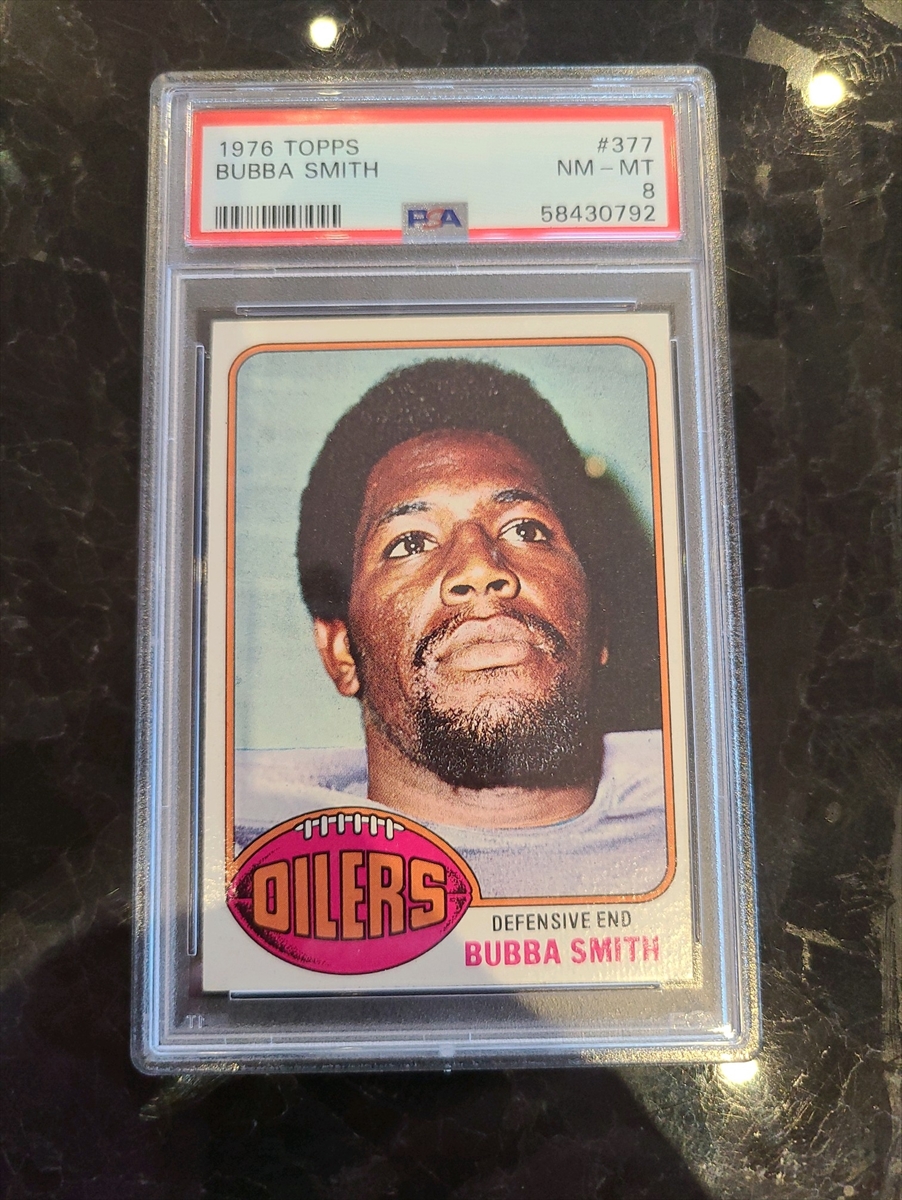 1976 TOPPS #377
BUBBA SMITH NM-MT
8
PSA 58430792
OILERS
DEFENSIVE END
BUBBA SMITH